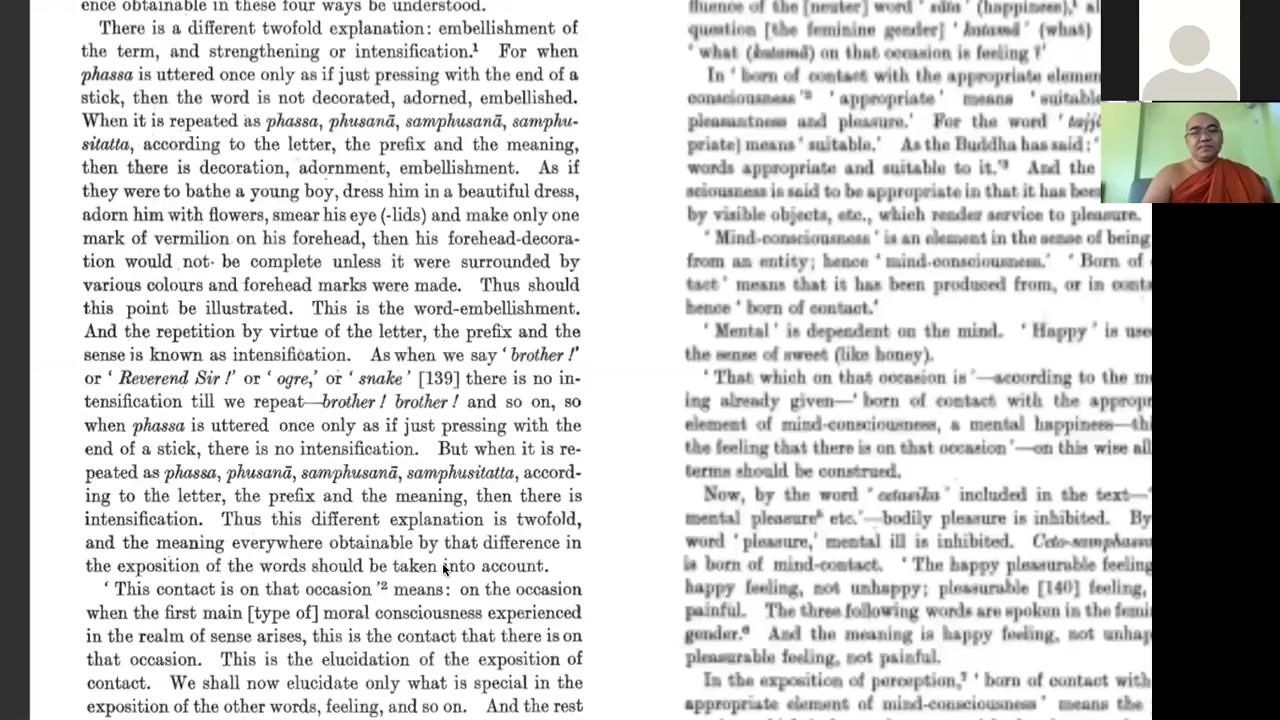 ence obtainable in these four ways be understood.
There is a different twofold explanation: embellishment of
the term, and strengthening or intensification.¹ For when
phassa is uttered once only as if just pressing with the end of a
stick, then the word is not decorated, adorned, embellished.
When it is repeated as phassa, phusanā, samphusanā, samphu-
sitatta, according to the letter, the prefix and the meaning,
then there is decoration, adornment, embellishment. As if
they were to bathe a young boy, dress him in a beautiful dress,
adorn him with flowers, smear his eye (-lids) and make only one
mark of vermilion on his forehead, then his forehead-decora-
tion would not be complete unless it were surrounded by
various colours and forehead marks were made. Thus should
this point be illustrated. This is the word-embellishment.
And the repetition by virtue of the letter, the prefix and the
sense is known as intensification. As when we say ‘ brother !’
or ‘ Reverend Sir !’ or ‘ ogre,’ or ‘ snake ’ [139] there is no in-
tensification till we repeat—brother ! brother ! and so on, so
when phassa is uttered once only as if just pressing with the
end of a stick, there is no intensification. But when it is re-
peated as phassa, phusanā, samphusanā, samphusitatta, accord-
ing to the letter, the prefix and the meaning, then there is
intensification. Thus this different explanation is twofold,
and the meaning everywhere obtainable by that difference in
the exposition of the words should be taken into account.
‘ This contact is on that occasion ’² means: on the occasion
when the first main [type of] moral consciousness experienced
in the realm of sense arises, this is the contact that there is on
that occasion. This is the elucidation of the exposition of
contact. We shall now elucidate only what is special in the
exposition of the other words, feeling, and so on. And the rest
fluence of the [neuter] word ‘ sāta ’ (happiness),¹
question [the feminine gender] ‘ katamā ’ (what)
‘ what (katamā) on that occasion is feeling ?’
In ‘ born of contact with the appropriate
consciousness ’² ‘ appropriate ’ means ‘ suitable
pleasantness and pleasure.’ For the word
priate) means ‘ suitable.’ As the Buddha has said: ‘
words appropriate and suitable to it.’³ And the
sciousness is said to be appropriate in that it has
by visible objects, etc., which render service to pleasure.
‘ Mind-consciousness ’ is an element in the sense of being
from an entity; hence ‘ mind-consciousness.’ ‘ Born of
tact ’ means that it has been produced from, or in
hence ‘ born of contact.’
‘ Mental ’ is dependent on the mind. ‘ Happy ’ is
the sense of sweet (like honey).
‘ That which on that occasion is ’—according to the
ing already given—‘ born of contact with the
element of mind-consciousness, a mental happiness—
the feeling that there is on that occasion ’—on this wise
terms should be construed.
Now, by the word ‘ cetasika ’ included in the text—‘
mental pleasure⁵ etc.’—bodily pleasure is inhibited. By
word ‘ pleasure,’ mental ill is inhibited. Ceto-samphassa
is born of mind-contact. ‘ The happy pleasurable feeling
happy feeling, not unhappy; pleasurable [140] feeling,
painful. The three following words are spoken in the
gender.⁶ And the meaning is happy feeling, not
pleasurable feeling, not painful.
In the exposition of perception,⁷ ‘ born of contact with
appropriate element of mind-consciousness ’ means the